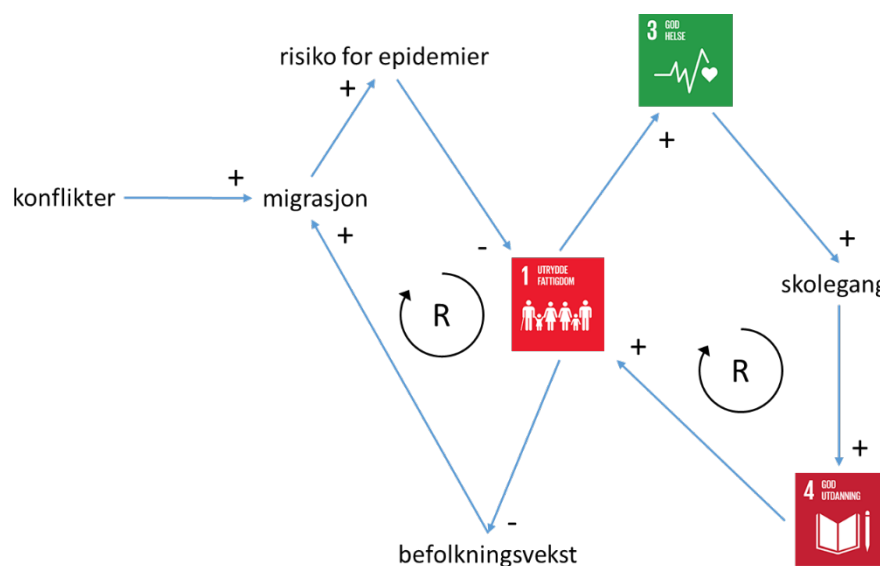 3 GOD
HELSE
risiko for epidemier
+
+
+
konflikter
migrasjon
+
+
-
1 UTRYDDE
FATTIGDOM
skolegang
R
+
R
+
4 GOD
UTDANNING
-
befolkningsvekst